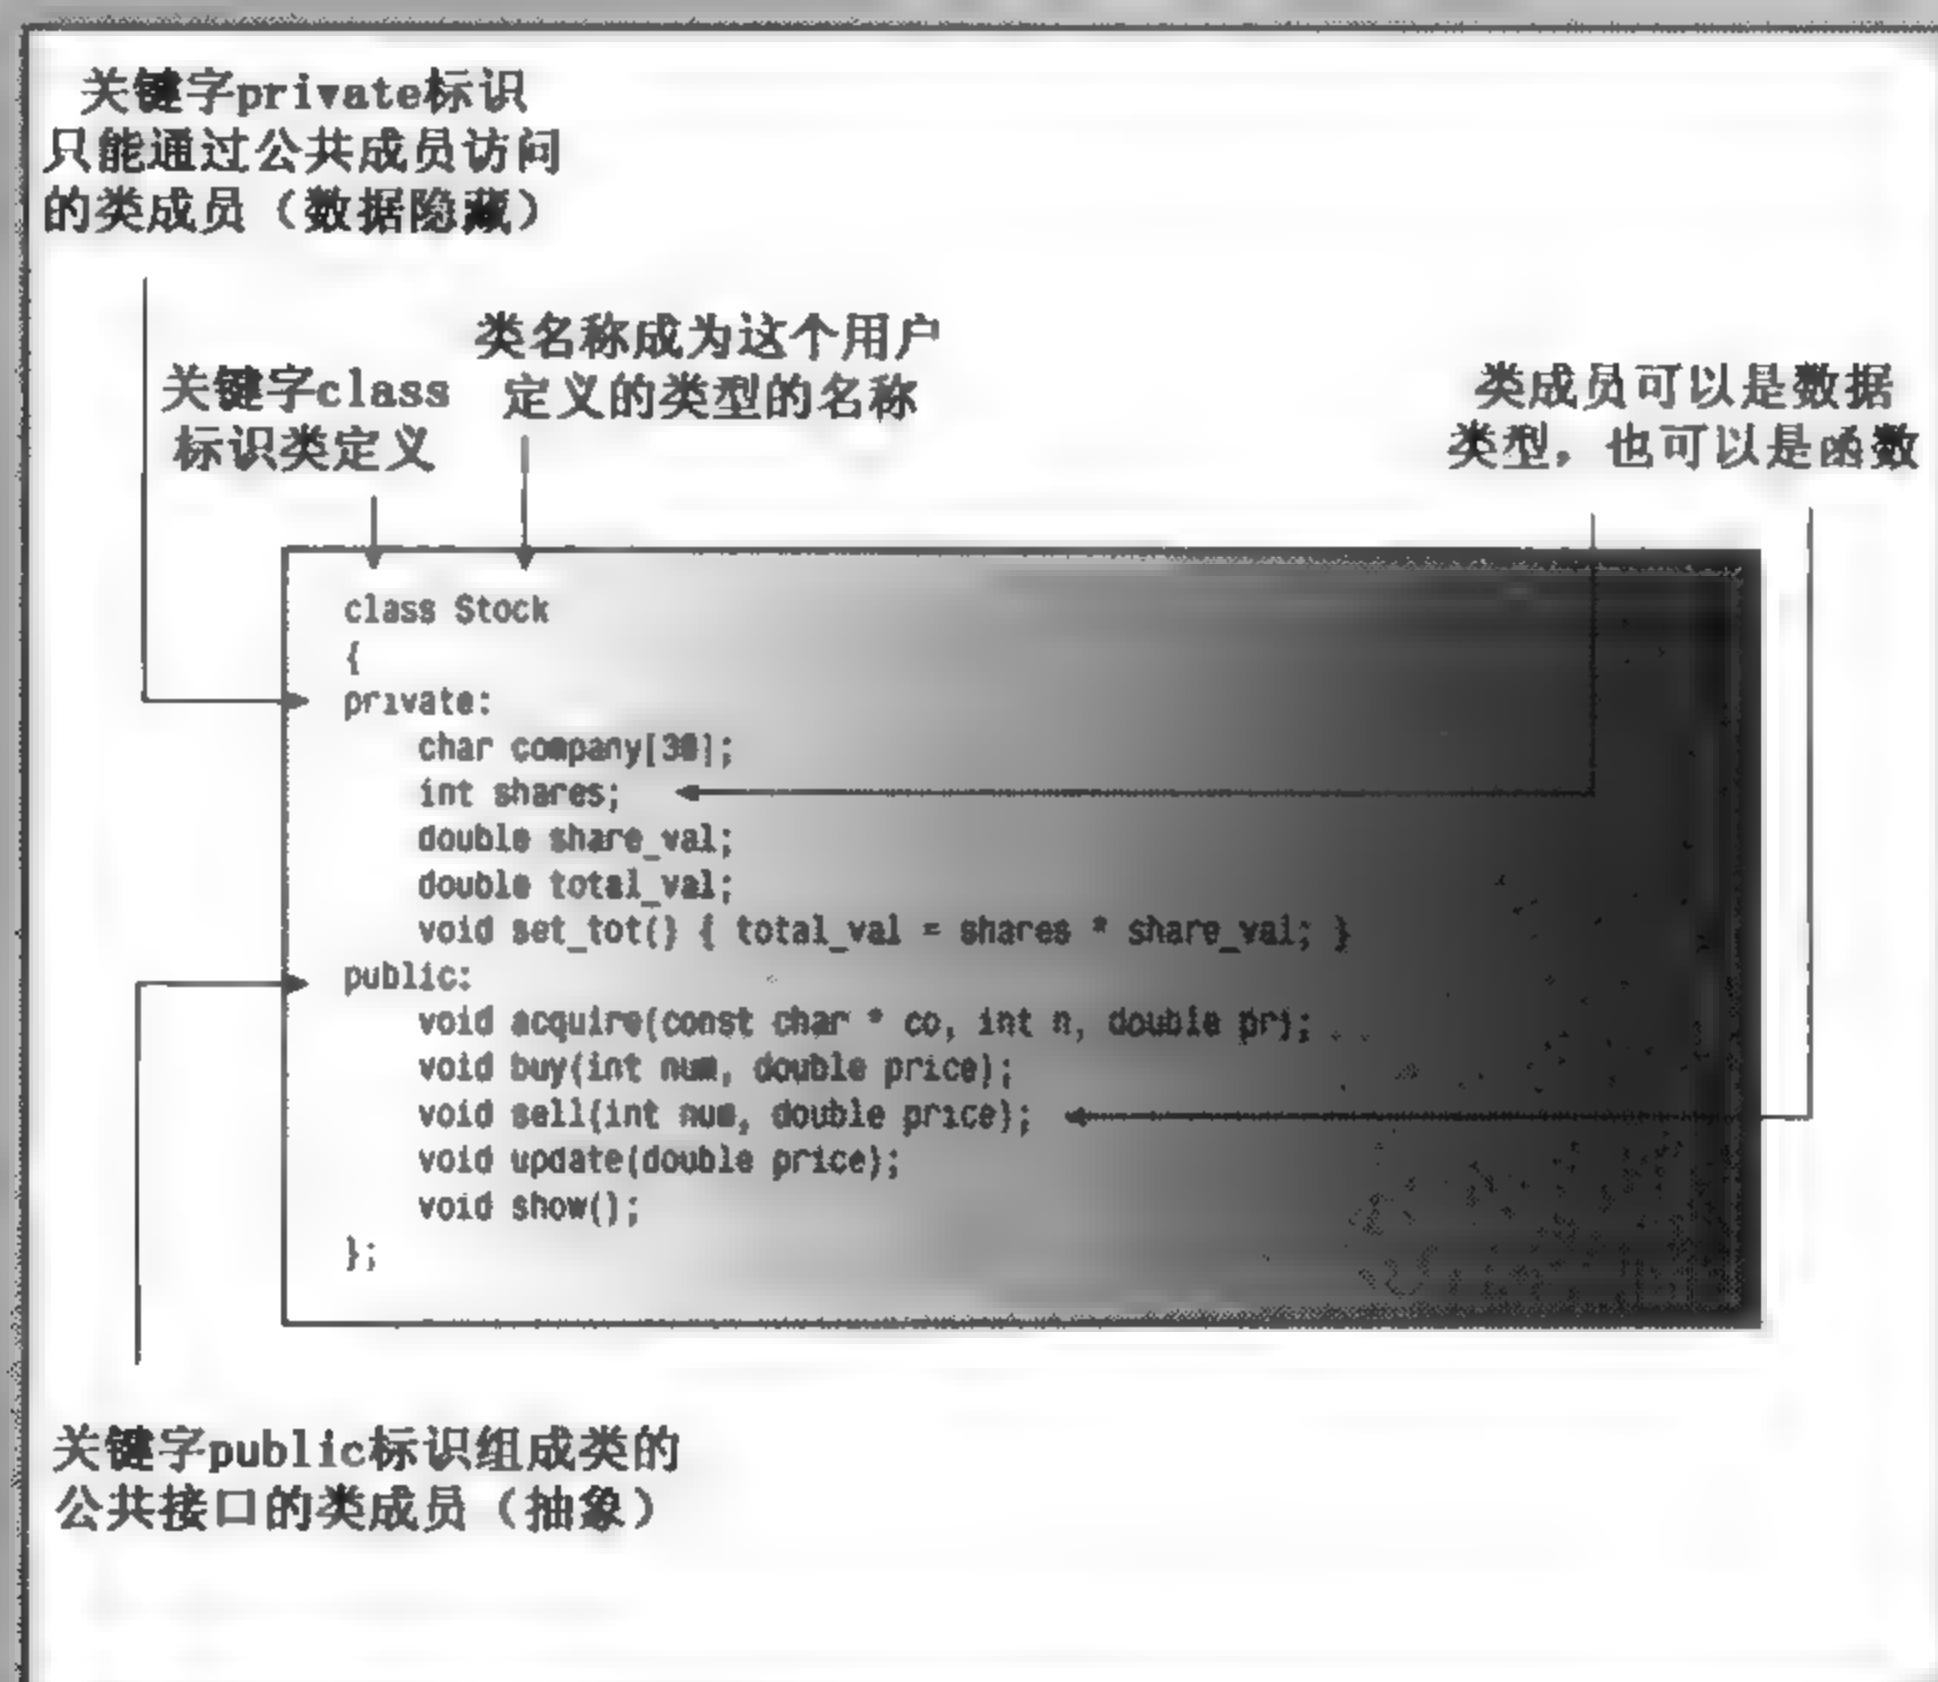 关键字private标识
只能通过公共成员访问
的类成员（数据隐藏）
类名称成为这个用户
定义的类型的名称
关键字class
标识类定义
类成员可以是数据
类型，也可以是函数
class Stock
{
private:
char company[30];
int shares;
double share_val;
double total_val;
void set_tot() { total_val = shares * share_val; }
public:
void acquire(const char * co, int n, double pr);
void buy(int num, double price);
void sell(int num, double price);
void update(double price);
void show();
};
关键字public标识组成类的
公共接口的类成员（抽象）